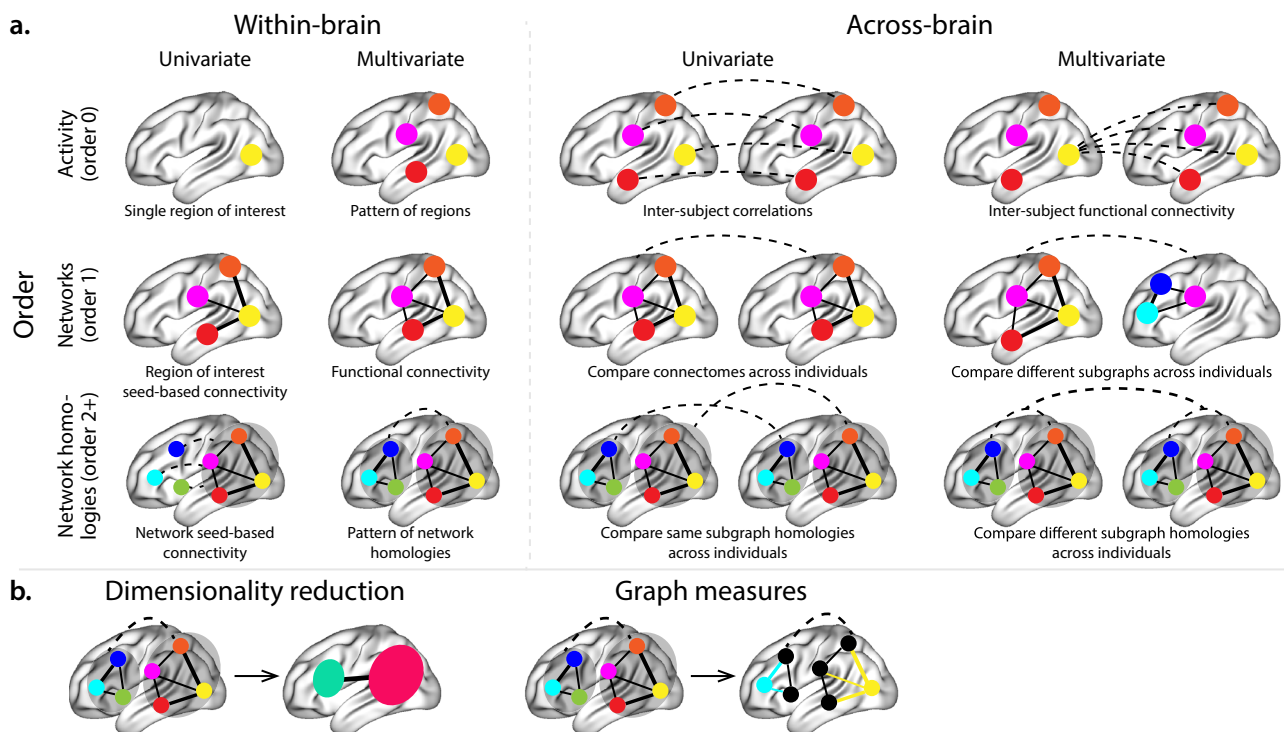 a.
Within-brain
Across-brain
Univariate
Multivariate
Univariate
Multivariate
Order
Activity
(order 0)
Single region of interest
Pattern of regions
Inter-subject correlations
Inter-subject functional connectivity
Networks
(order 1)
Region of interest
seed-based connectivity
Functional connectivity
Compare connectomes across individuals
Compare different subgraphs across individuals
Network homo-
logies (order 2+)
Network seed-based
connectivity
Pattern of network
homologies
Compare same subgraph homologies
across individuals
Compare different subgraph homologies
across individuals
b.
Dimensionality reduction
Graph measures